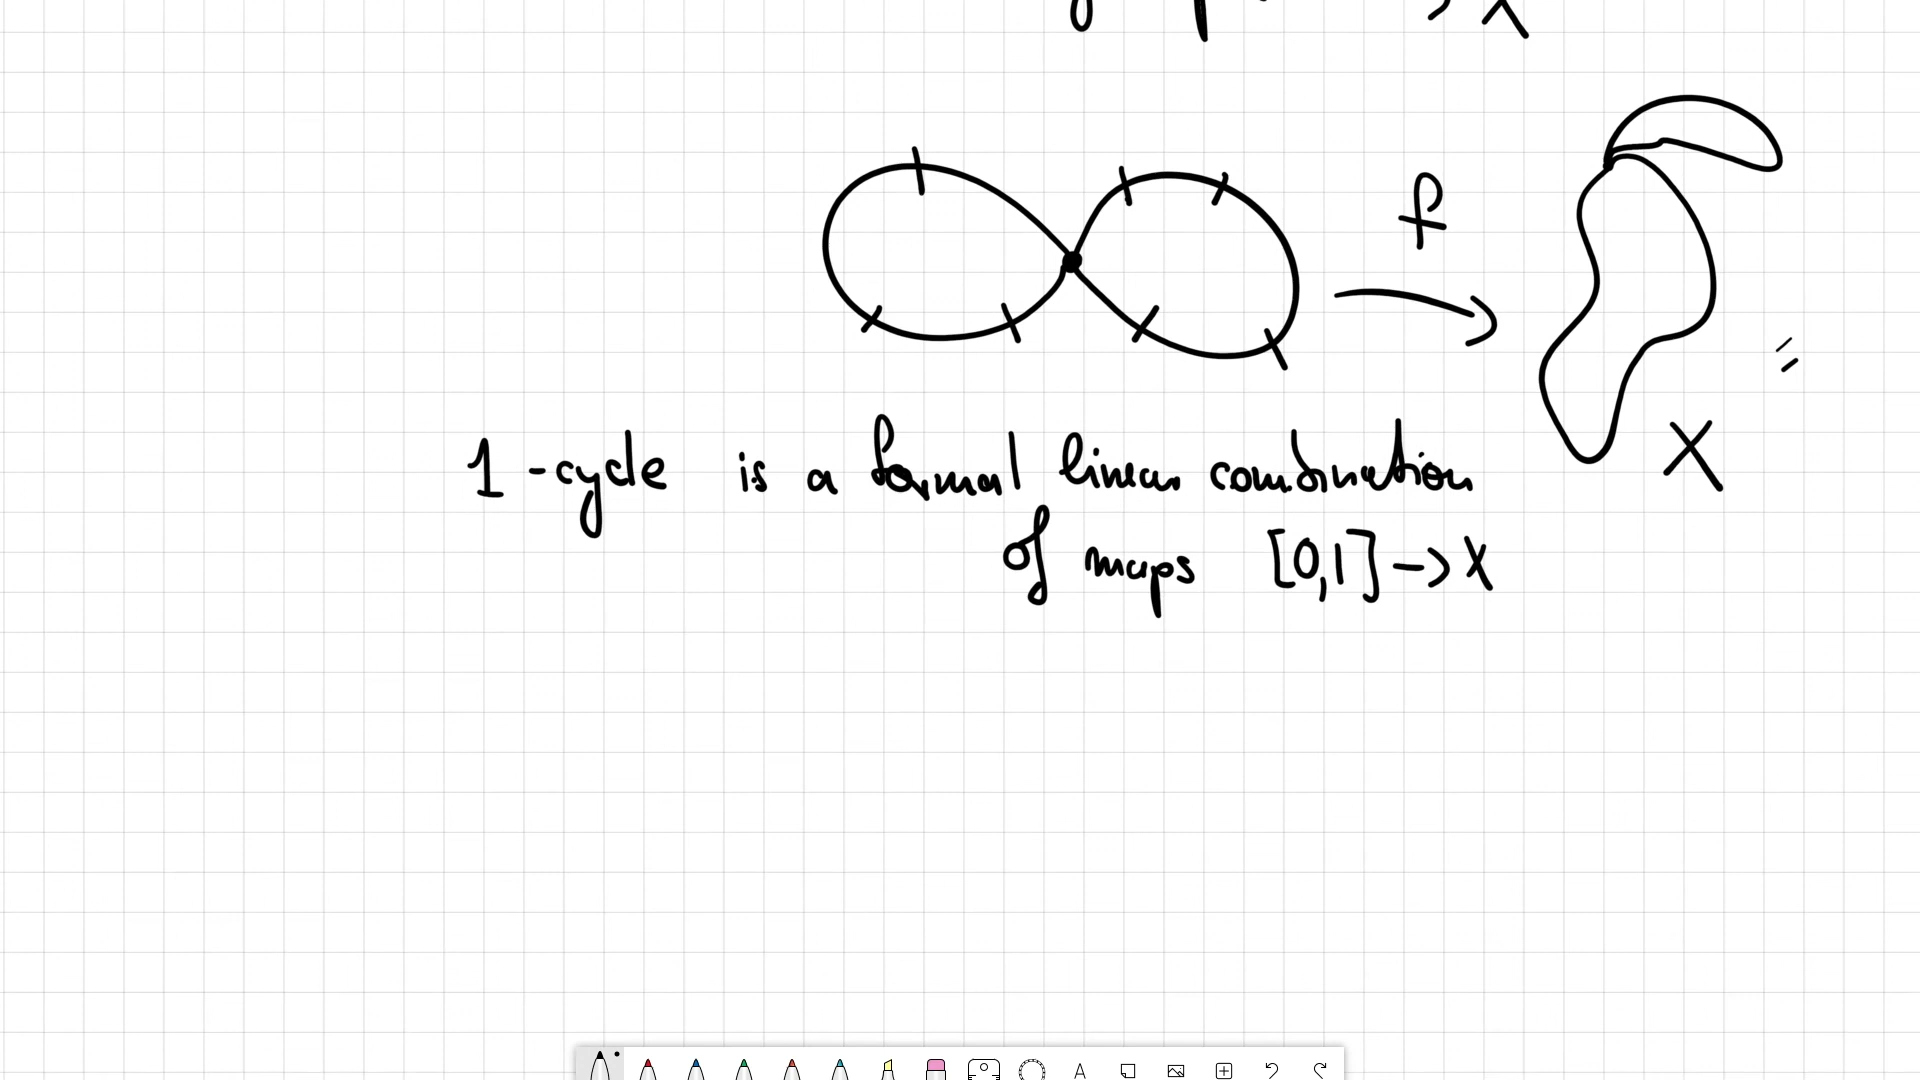 f
X
1-cycle is a formal linear combination
of maps [0,1] → X
A